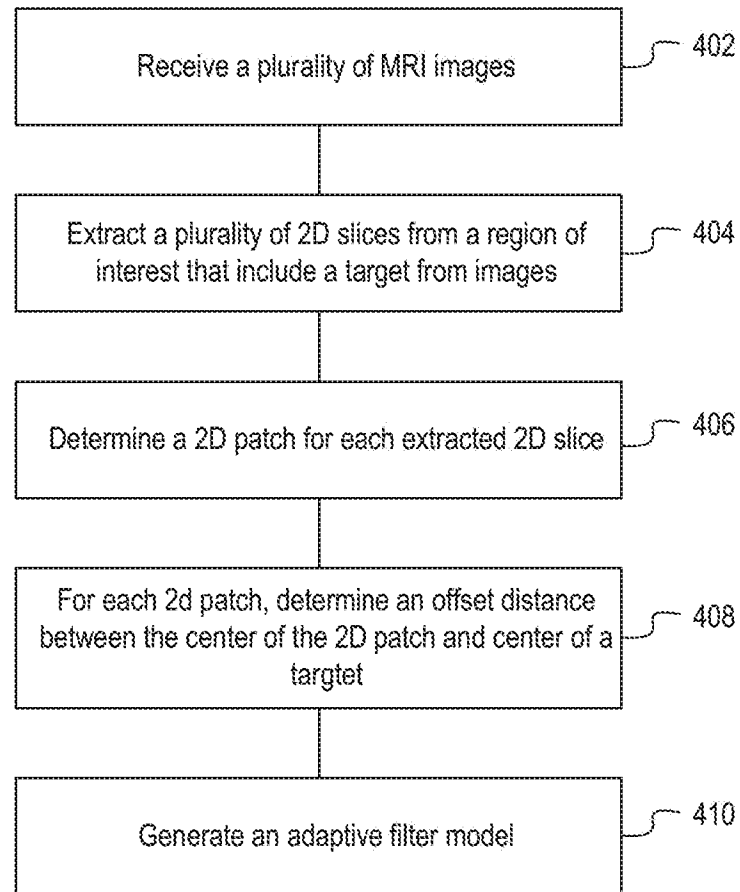 Receive a plurality of MRI images
402
Extract a plurality of 2D slices from a region of
interest that include a target from images
404
Determine a 2D patch for each extracted 2D slice
406
For each 2d patch, determine an offset distance
between the center of the 2D patch and center of a
targtet
408
Generate an adaptive filter model
410